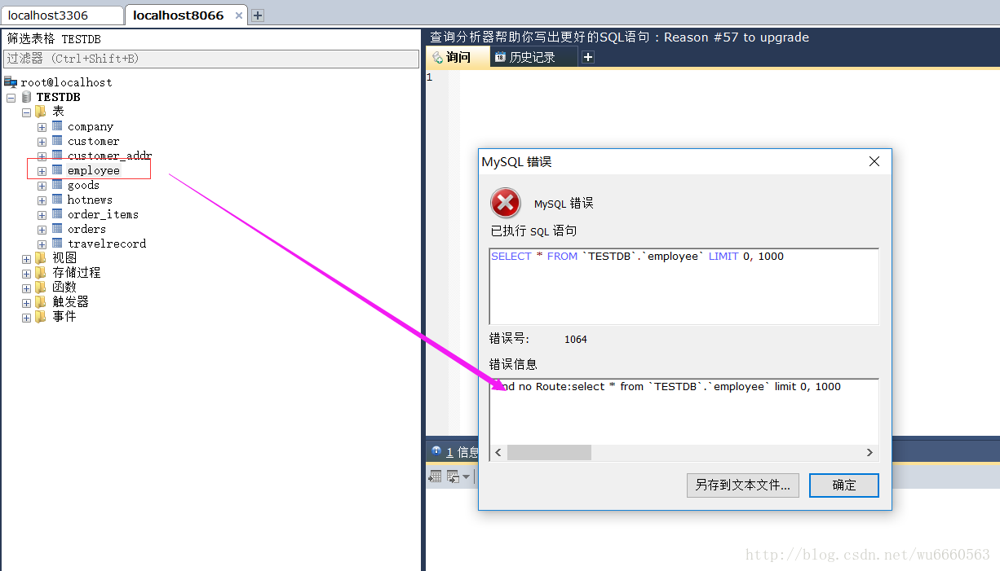 localhost3306
localhost8066
筛选表格 TESTDB
过滤器 (Ctrl+Shift+B)
root@localhost
TESTDB
表
company
customer
customer_addr
employee
goods
hotnews
order_items
orders
travelrecord
视图
存储过程
函数
触发器
事件
查询分析器帮助你写出更好的SQL语句 : Reason #57 to upgrade
询问
历史记录
1
MySQL 错误
MySQL 错误
已执行 SQL 语句
SELECT * FROM `TESTDB`.`employee` LIMIT 0, 1000
错误号: 1064
错误信息
no Route:select * from `TESTDB`.`employee` limit 0, 1000
另存到文本文件...
确定
1 信息
http://blog.csdn.net/wu6660563